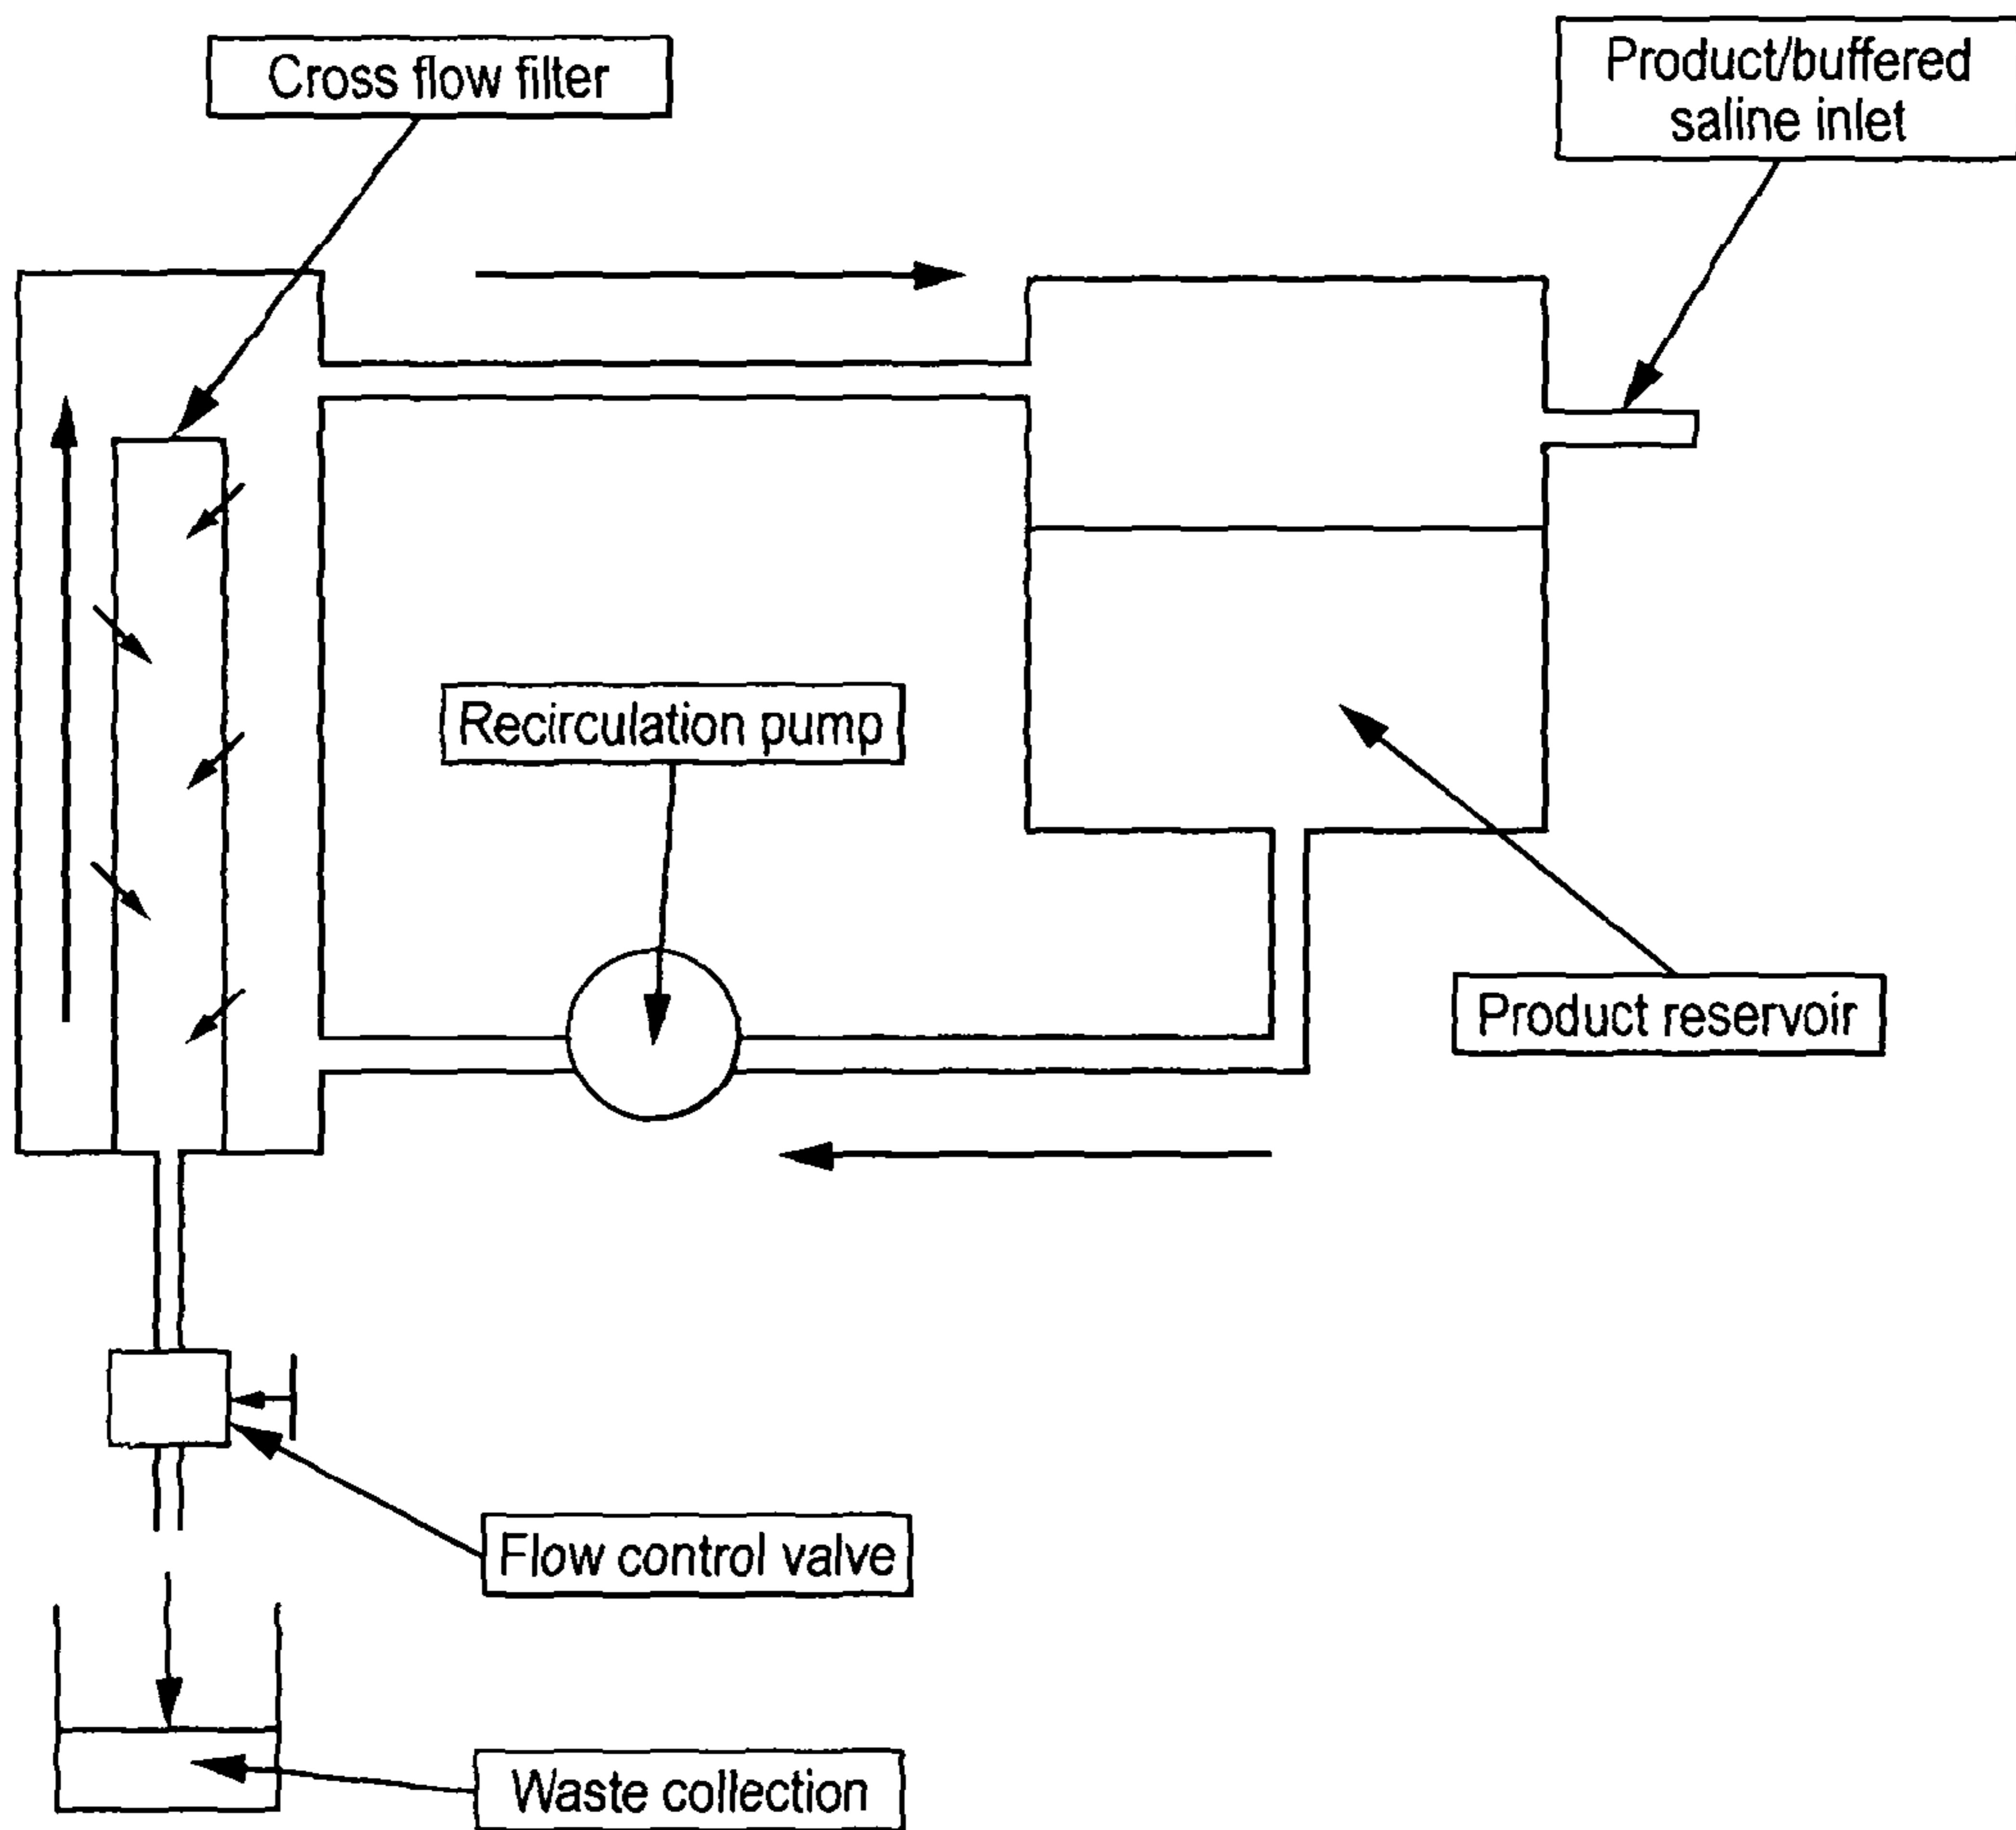 Cross flow filter
Product/buffered
saline inlet
Recirculation pump
Product reservoir
Flow control valve
Waste collection